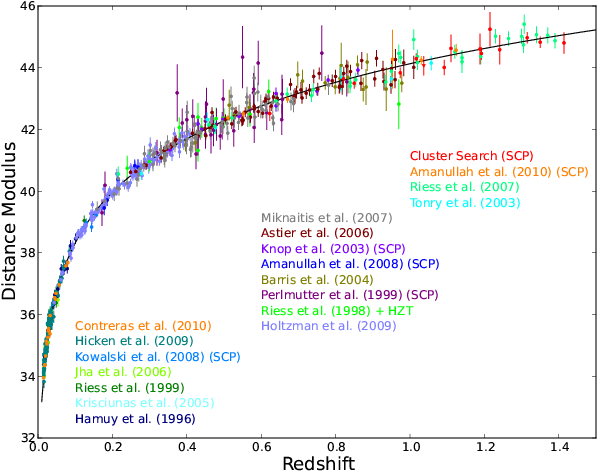 46
44
42
40
38
36
34
32
Distance Modulus
Cluster Search (SCP)
Amanullah et al. (2010) (SCP)
Riess et al. (2007)
Tonry et al. (2003)
Miknaitis et al. (2007)
Astier et al. (2006)
Knop et al. (2003) (SCP)
Amanullah et al. (2008) (SCP)
Barris et al. (2004)
Perlmutter et al. (1999) (SCP)
Riess et al. (1998) + HZT
Holtzman et al. (2009)
Contreras et al. (2010)
Hicken et al. (2009)
Kowalski et al. (2008) (SCP)
Jha et al. (2006)
Riess et al. (1999)
Krisciunas et al. (2005)
Hamuy et al. (1996)
0.0 0.2 0.4 0.6 0.8 1.0 1.2 1.4
Redshift